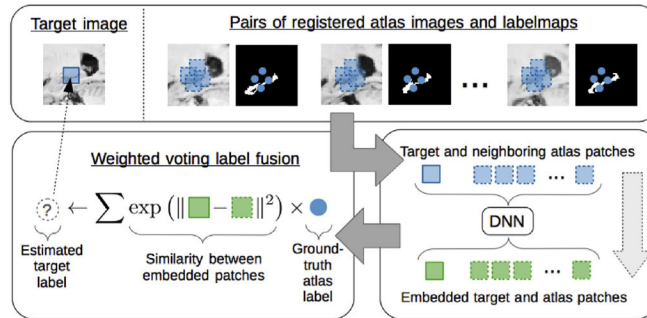 Target image
Pairs of registered atlas images and labelmaps
...
Weighted voting label fusion
? ← ∑ exp (‖ − ‖²) ×
Estimated
target
label
Similarity between
embedded patches
Ground-
truth
atlas
label
Target and neighboring atlas patches
...
DNN
...
Embedded target and atlas patches